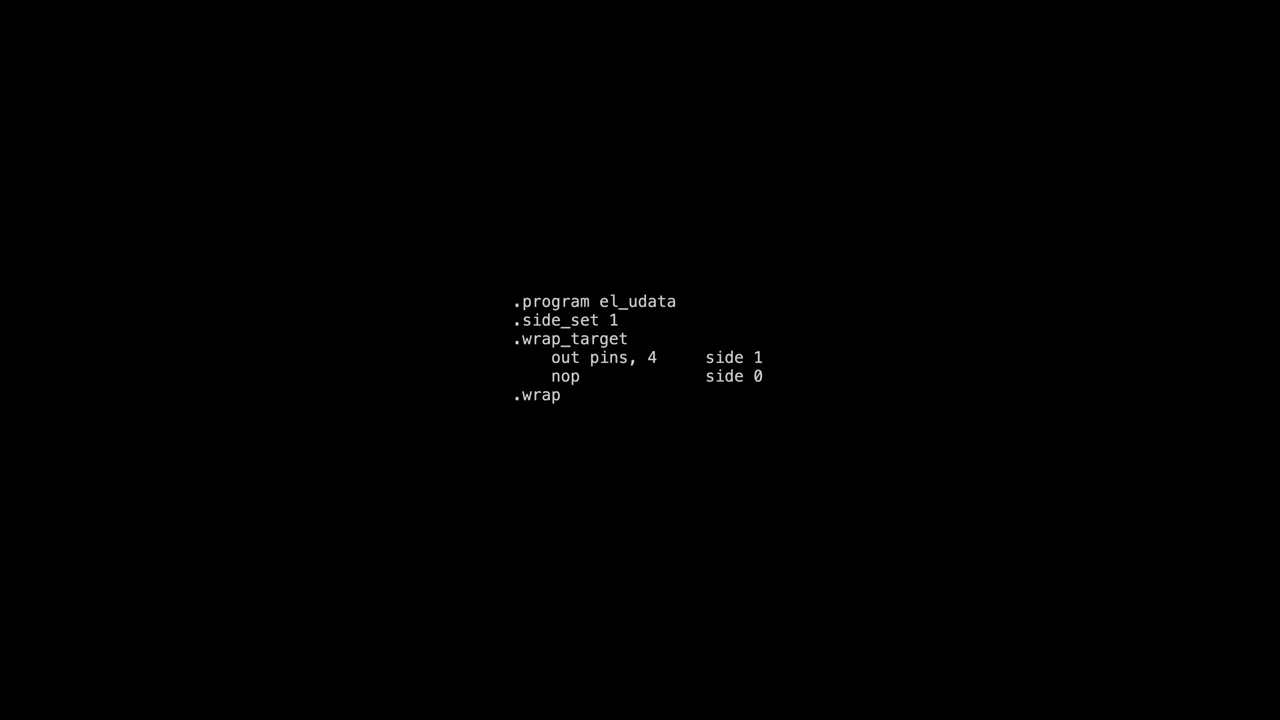 .program el_udata
.side_set 1
.wrap_target
    out pins, 4     side 1
    nop             side 0
.wrap